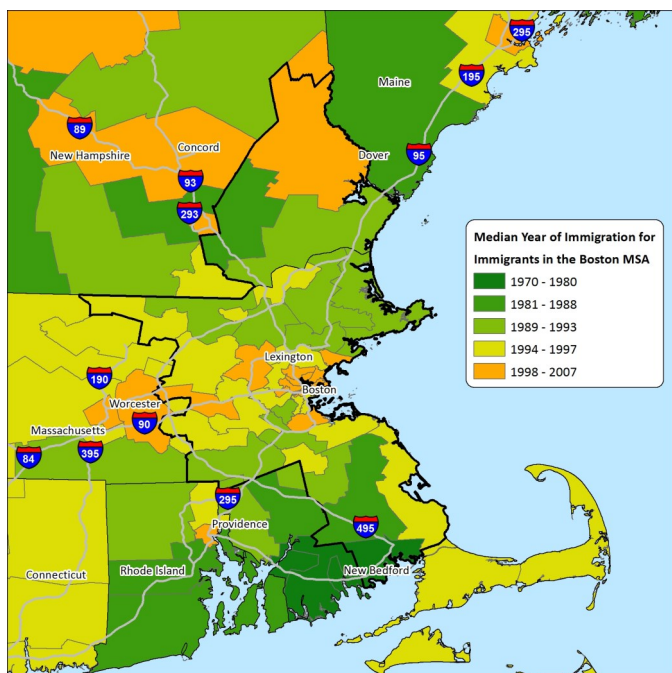 295
195
Maine
89
New Hampshire
Concord
Dover
95
93
293
Median Year of Immigration for
Immigrants in the Boston MSA
1970 - 1980
1981 - 1988
1989 - 1993
1994 - 1997
1998 - 2007
Lexington
190
Boston
Worcester
90
Massachusetts
84
395
295
Providence
495
Connecticut
Rhode Island
New Bedford